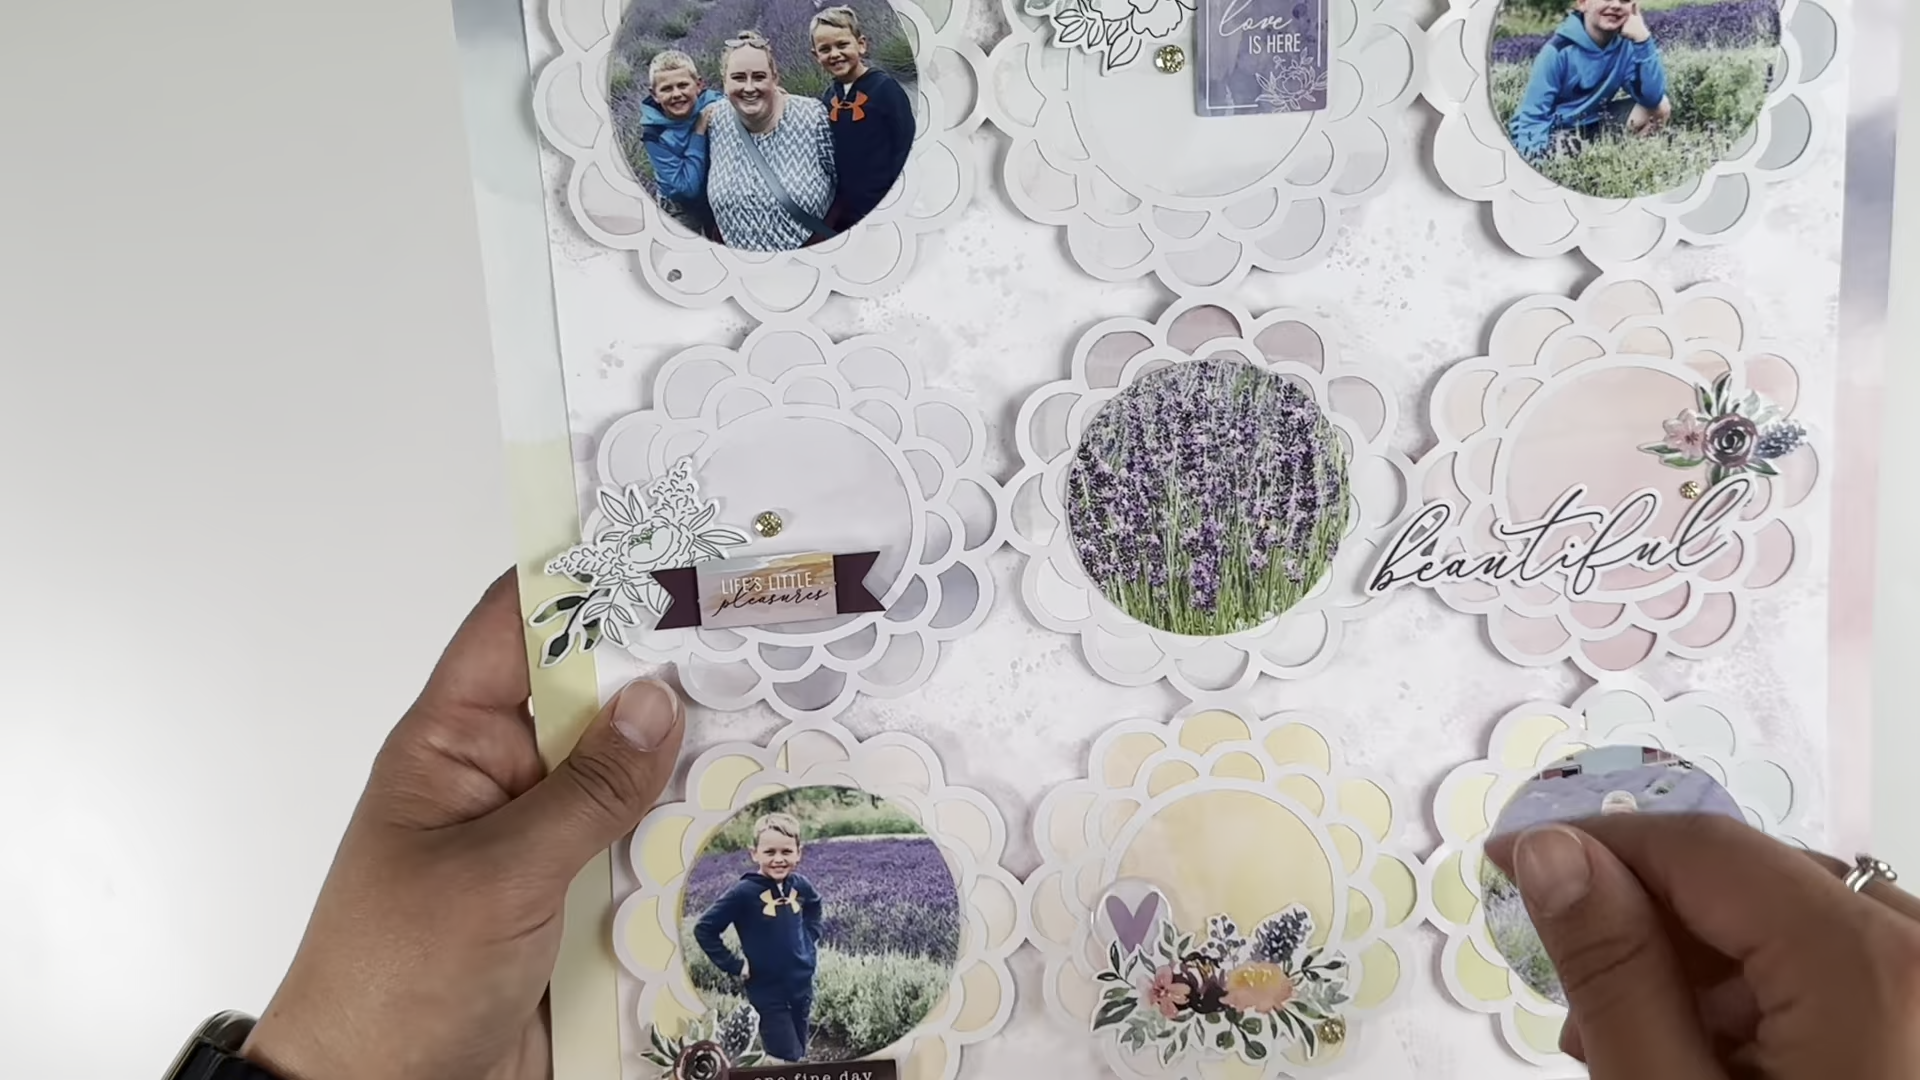 love
IS HERE
LIFE'S LITTLE
pleasures
beautiful
one fine day